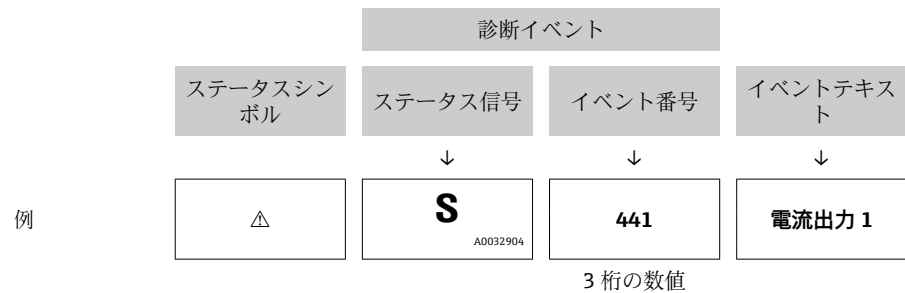 診断イベント
ステータスシン
ボル
ステータス信号
イベント番号
イベントテキス
ト
↓
↓
↓
例
⚠
S
A0032904
441
電流出力 1
3 桁の数値